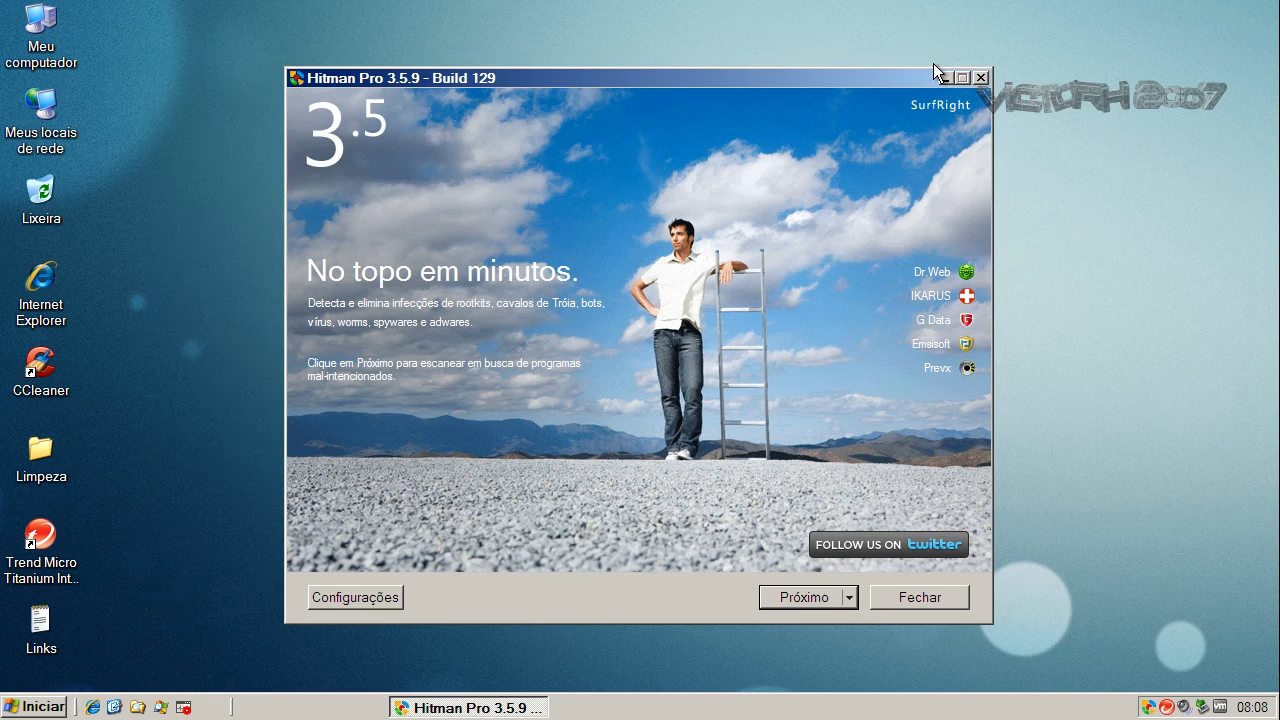 Meu
computador
Meus locais
de rede
Lixeira
Internet
Explorer
CCleaner
Limpeza
Trend Micro
Titanium Int...
Links
Hitman Pro 3.5.9 - Build 129
3.5
SurfRight
VICTORH 2007
No topo em minutos.
Detecta e elimina infecções de rootkits, cavalos de Tróia, bots,
vírus, worms, spywares e adwares.
Clique em Próximo para escanear em busca de programas
mal-intencionados.
Dr.Web
IKARUS
G Data
Emsisoft
Prevx
FOLLOW US ON twitter
Configurações
Próximo
Fechar
Iniciar
Hitman Pro 3.5.9 ...
08:08